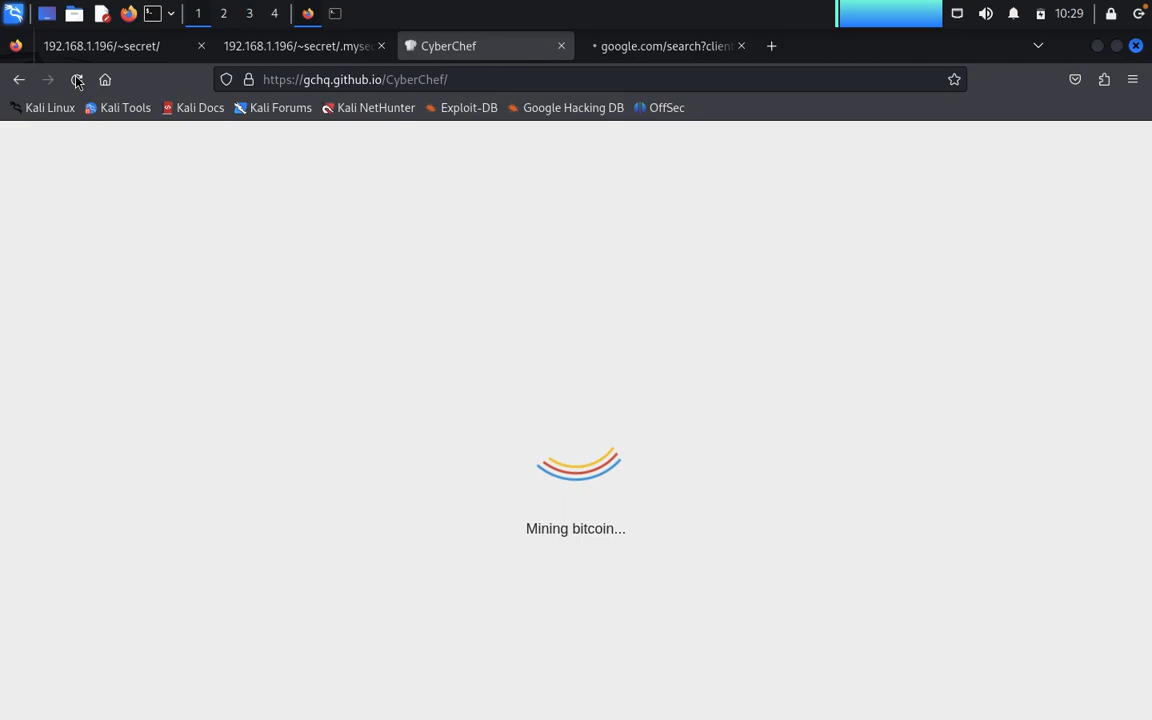 1 2 3 4 10:29
192.168.1.196/~secret/ 192.168.1.196/~secret/.myse CyberChef google.com/search?client
https://gchq.github.io/CyberChef/
Kali Linux Kali Tools Kali Docs Kali Forums Kali NetHunter Exploit-DB Google Hacking DB OffSec
Mining bitcoin...